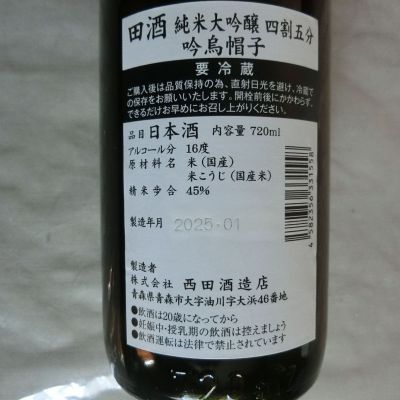 田酒 純米大吟醸 四割五分
吟烏帽子
要冷蔵
ご購入後は品質保持の為、直射日光を避け、冷蔵で
の保存をお願いいたします。開栓前後にかかわらず、
できるだけお早めにお召し上がりください。
品目 日本酒 内容量 720ml
アルコール分 16度
原材料名 米(国産)
米こうじ(国産米)
精米歩合 45%
製造年月 2025.01
製造者
株式会社 西田酒造店
青森県青森市大字油川字大浜46番地
●飲酒は20歳になってから
●妊娠中・授乳期の飲酒は控えましょう
●飲酒運転は法律で禁止されています
4 582356 331558